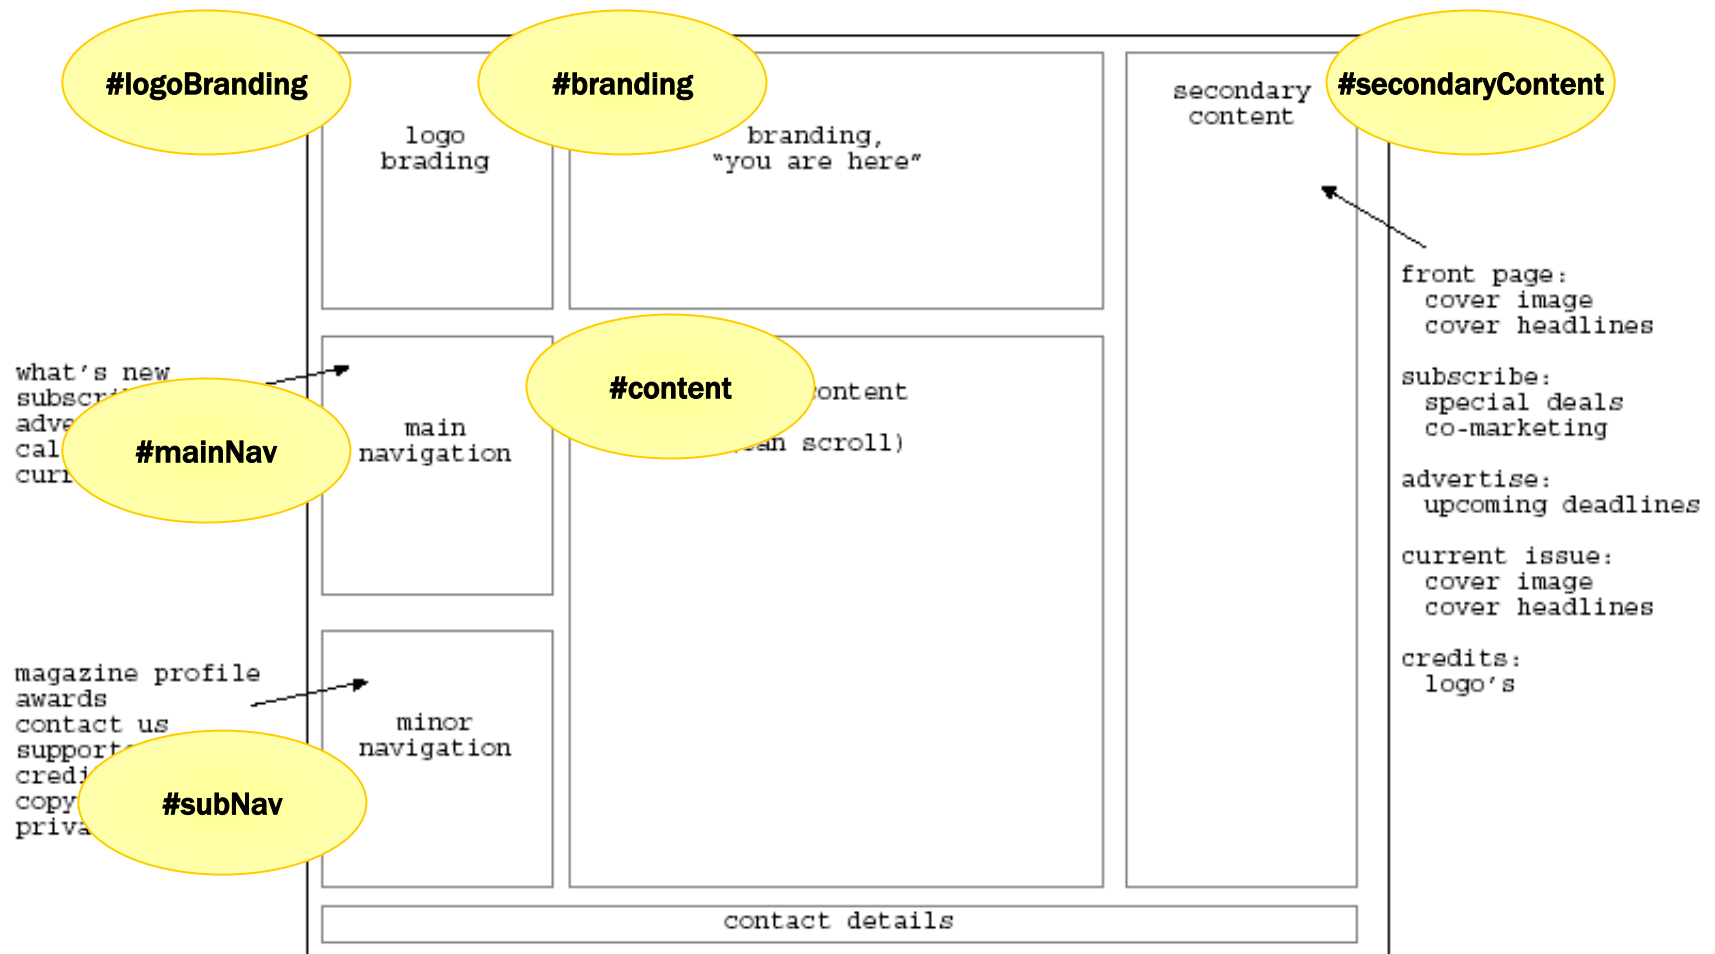 #logoBranding
#branding
#secondaryContent
logo
brading
branding,
“you are here”
secondary
content
what’s new
#mainNav
main
navigation
#content
scroll)
front page:
cover image
cover headlines
subscribe:
special deals
co-marketing
advertise:
upcoming deadlines
current issue:
cover image
cover headlines
credits:
logo’s
magazine profile
awards
contact us
#subNav
minor
navigation
contact details